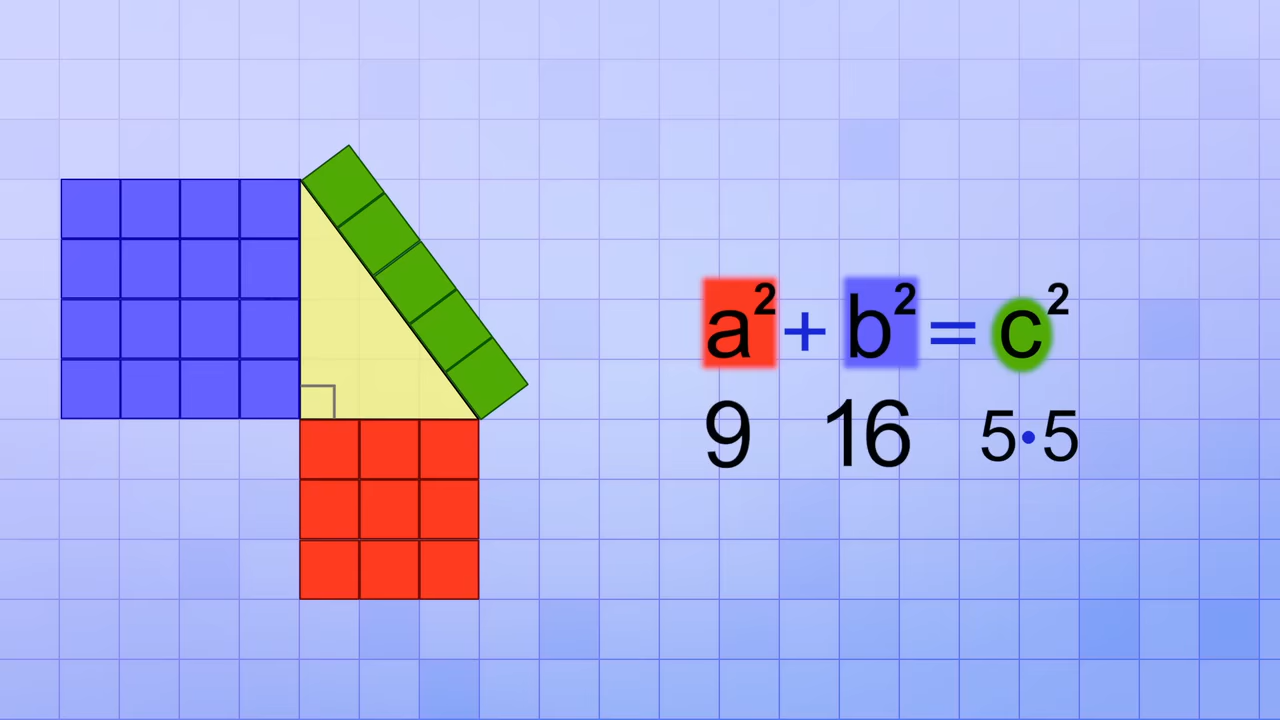 a² + b² = c²
9 16 5·5